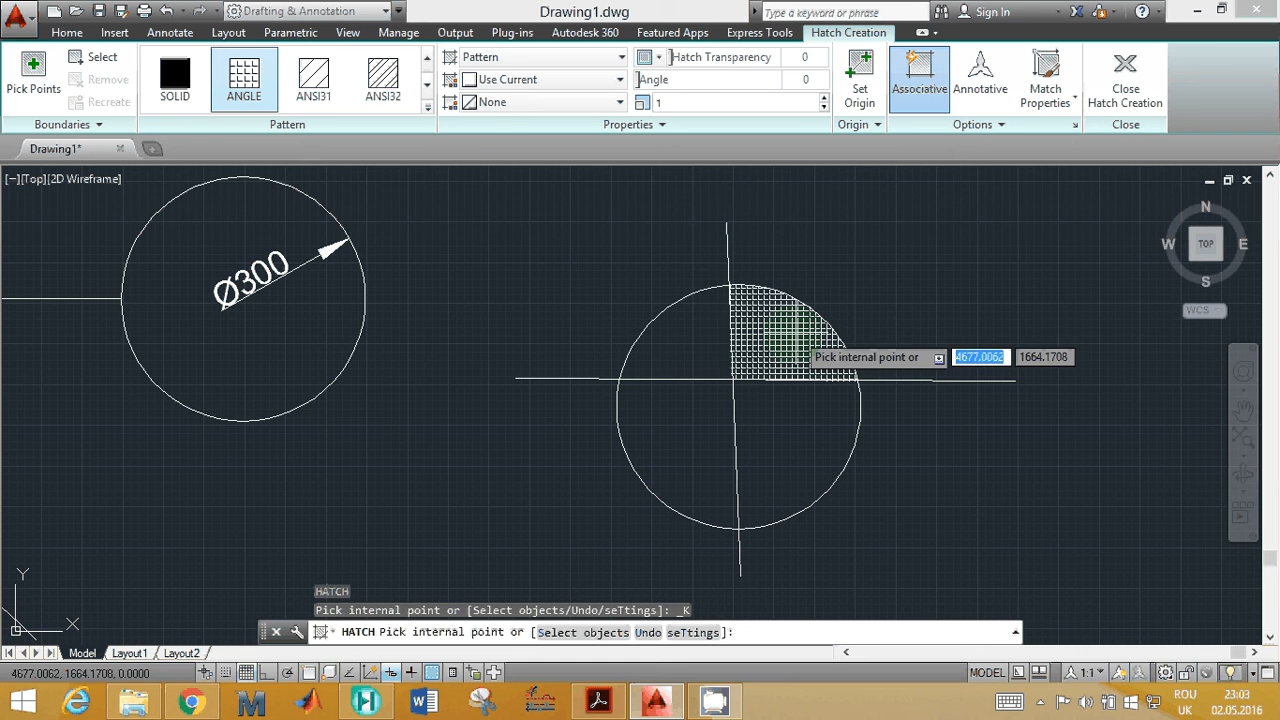 Drafting & Annotation
Drawing1.dwg
Type a keyword or phrase
Sign In
Home Insert Annotate Layout Parametric View Manage Output Plug-ins Autodesk 360 Featured Apps Express Tools Hatch Creation
Pick Points
Select
Remove
Recreate
Boundaries
SOLID
ANGLE
ANSI31
ANSI32
Pattern
Pattern
Use Current
None
Hatch Transparency 0
Angle 0
1
Properties
Set
Origin
Origin
Associative
Annotative
Match
Properties
Options
Close
Hatch Creation
Close
Drawing1*
[−][Top][2D Wireframe]
Ø300
N
W TOP E
S
WCS
Pick internal point or 4677.0062 1664.1708
Y
X
HATCH
Pick internal point or [Select objects/Undo/seTtings]: _K
HATCH Pick internal point or [Select objects Undo seTtings]:
Model Layout1 Layout2
4677.0062, 1664.1708, 0.0000
MODEL
1:1
ROU
UK
23:03
02.05.2016